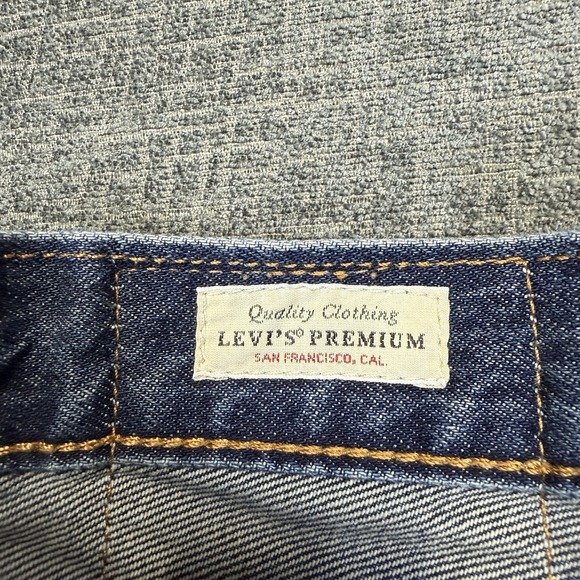 Quality Clothing
LEVI'S® PREMIUM
SAN FRANCISCO, CAL.